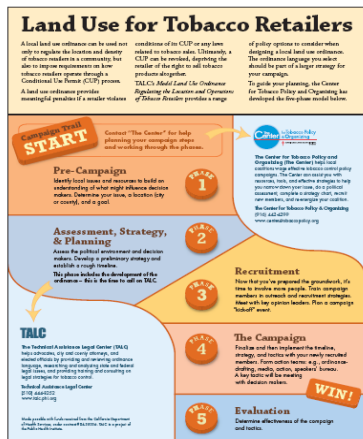 Land Use for Tobacco Retailers
A local land use ordinance can be used not
only to regulate the location and density
of tobacco retailers in a community, but
also to impose requirements on how
tobacco retailers operate through a
Conditional Use Permit (CUP) process.
A land use ordinance provides
meaningful penalties if a retailer violates
conditions of its CUP or any laws
related to tobacco sales. Ultimately, a
CUP can be revoked, depriving the
retailer of the right to sell tobacco
products altogether.
TALC's Model Land Use Ordinance
Regulating the Location and Operations
of Tobacco Retailers provides a range
of policy options to consider when
designing a local land use ordinance.
The ordinance language you select
should be part of a larger strategy for
your campaign.
To guide your planning, the Center
for Tobacco Policy and Organizing has
developed the five-phase model below.
Campaign Trail
START
Contact "The Center" for help
planning your campaign steps
and working through the phases.
The Center
for Tobacco Policy
& Organizing
The Center for Tobacco Policy and
Organizing (The Center) helps local
coalitions wage effective tobacco control policy
campaigns. The Center can assist you with
resources, tools, and effective strategies to help
you narrow down your issue, do a political
assessment, complete a strategy chart, recruit
new members, and re-energize your coalition.
The Center for Tobacco Policy & Organizing
www.centerfortobaccopolicy.org
Pre-Campaign
Identify local issues and resources to build an
understanding of what might influence decision
makers. Determine your issue, a location (city
or county), and a goal.
PHASE
1
Assessment, Strategy,
& Planning
Assess the political environment and decision
makers. Develop a preliminary strategy and
establish a rough timeline.
This phase includes the development of the
ordinance – this is the time to call on TALC.
PHASE
2
PHASE
3
Recruitment
Now that you've prepared the groundwork, it's
time to involve more people. Train campaign
members in outreach and recruitment strategies.
Meet with key opinion leaders. Plan a campaign
"kick-off" event.
TALC
The Technical Assistance Legal Center (TALC)
helps advocates, city and county attorneys, and
elected officials by providing and reviewing ordinance
language, researching and analyzing state and federal
legal issues, and providing training and consulting on
legal strategies for tobacco control.
Technical Assistance Legal Center
www.talc.phi.org
PHASE
4
The Campaign
Finalize and then implement the timeline,
strategy, and tactics with your newly recruited
members. Form action teams: e.g., ordinance-
drafting, media, action, speakers' bureau.
A key tactics will be meeting
with decision makers.
WIN!
PHASE
5
Evaluation
Determine effectiveness of the campaign
and tactics.